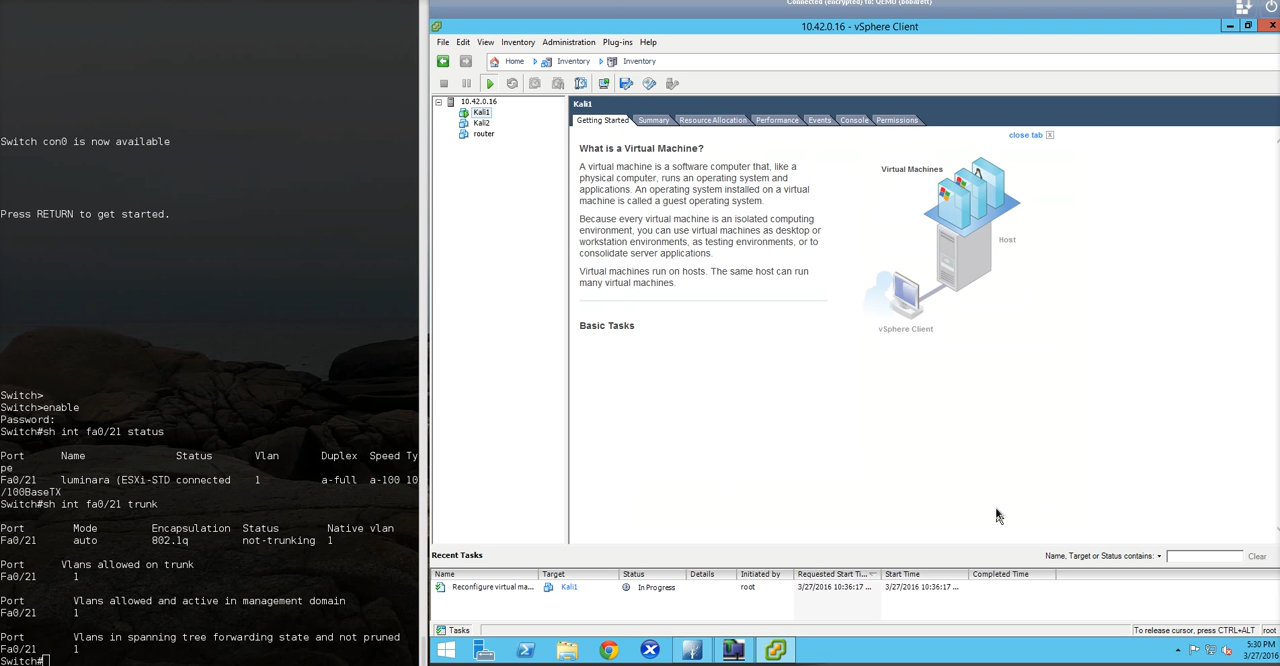 Switch con0 is now available
Press RETURN to get started.
Switch>
Switch>enable
Password:
Switch#sh int fa0/21 status
Port Name Status Vlan Duplex Speed Ty
pe
Fa0/21 luminara (ESXi-STD connected 1 a-full a-100 10
/100BaseTX
Switch#sh int fa0/21 trunk
Port Mode Encapsulation Status Native vlan
Fa0/21 auto 802.1q not-trunking 1
Port Vlans allowed on trunk
Fa0/21 1
Port Vlans allowed and active in management domain
Fa0/21 1
Port Vlans in spanning tree forwarding state and not pruned
Fa0/21 1
Switch#
Connected (encrypted) to: QEMU (bobafett)
10.42.0.16 - vSphere Client
File Edit View Inventory Administration Plug-ins Help
Home Inventory Inventory
10.42.0.16
Kali1
Kali2
router
Kali1
Getting Started Summary Resource Allocation Performance Events Console Permissions
close tab
What is a Virtual Machine?
A virtual machine is a software computer that, like a
physical computer, runs an operating system and
applications. An operating system installed on a virtual
machine is called a guest operating system.
Because every virtual machine is an isolated computing
environment, you can use virtual machines as desktop or
workstation environments, as testing environments, or to
consolidate server applications.
Virtual machines run on hosts. The same host can run
many virtual machines.
Basic Tasks
Virtual Machines
Host
vSphere Client
Recent Tasks
Name, Target or Status contains: Clear
Name Target Status Details Initiated by Requested Start Ti... Start Time Completed Time
Reconfigure virtual ma... Kali1 In Progress root 3/27/2016 10:36:17 ... 3/27/2016 10:36:17 ...
Tasks
To release cursor, press CTRL+ALT root
5:30 PM
3/27/2016